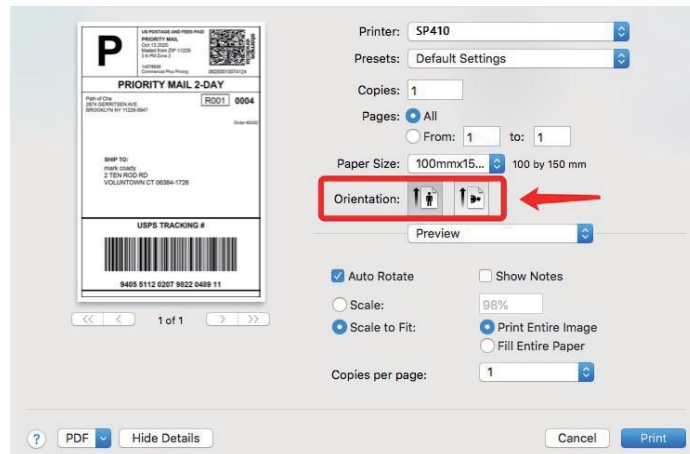 P
US POSTAGE AND FEES PAID
PRIORITY MAIL
Oct 13 2020
Mailed from ZIP 11229
Commercial Plus Pricing
PRIORITY MAIL 2-DAY
R001 0004
BROOKLYN NY 11229-6947
SHIP TO:
mark coady
2 TEN ROD RD
VOLUNTOWN CT 06384-1726
USPS TRACKING #
9405 5112 0207 9822 0489 11
<< < 1 of 1 > >>
Printer: SP410
Presets: Default Settings
Copies: 1
Pages: All
From: 1 to: 1
Paper Size: 100mmx15... 100 by 150 mm
Orientation:
Preview
Auto Rotate Show Notes
Scale: 98%
Scale to Fit: Print Entire Image
Fill Entire Paper
Copies per page: 1
? PDF Hide Details Cancel Print